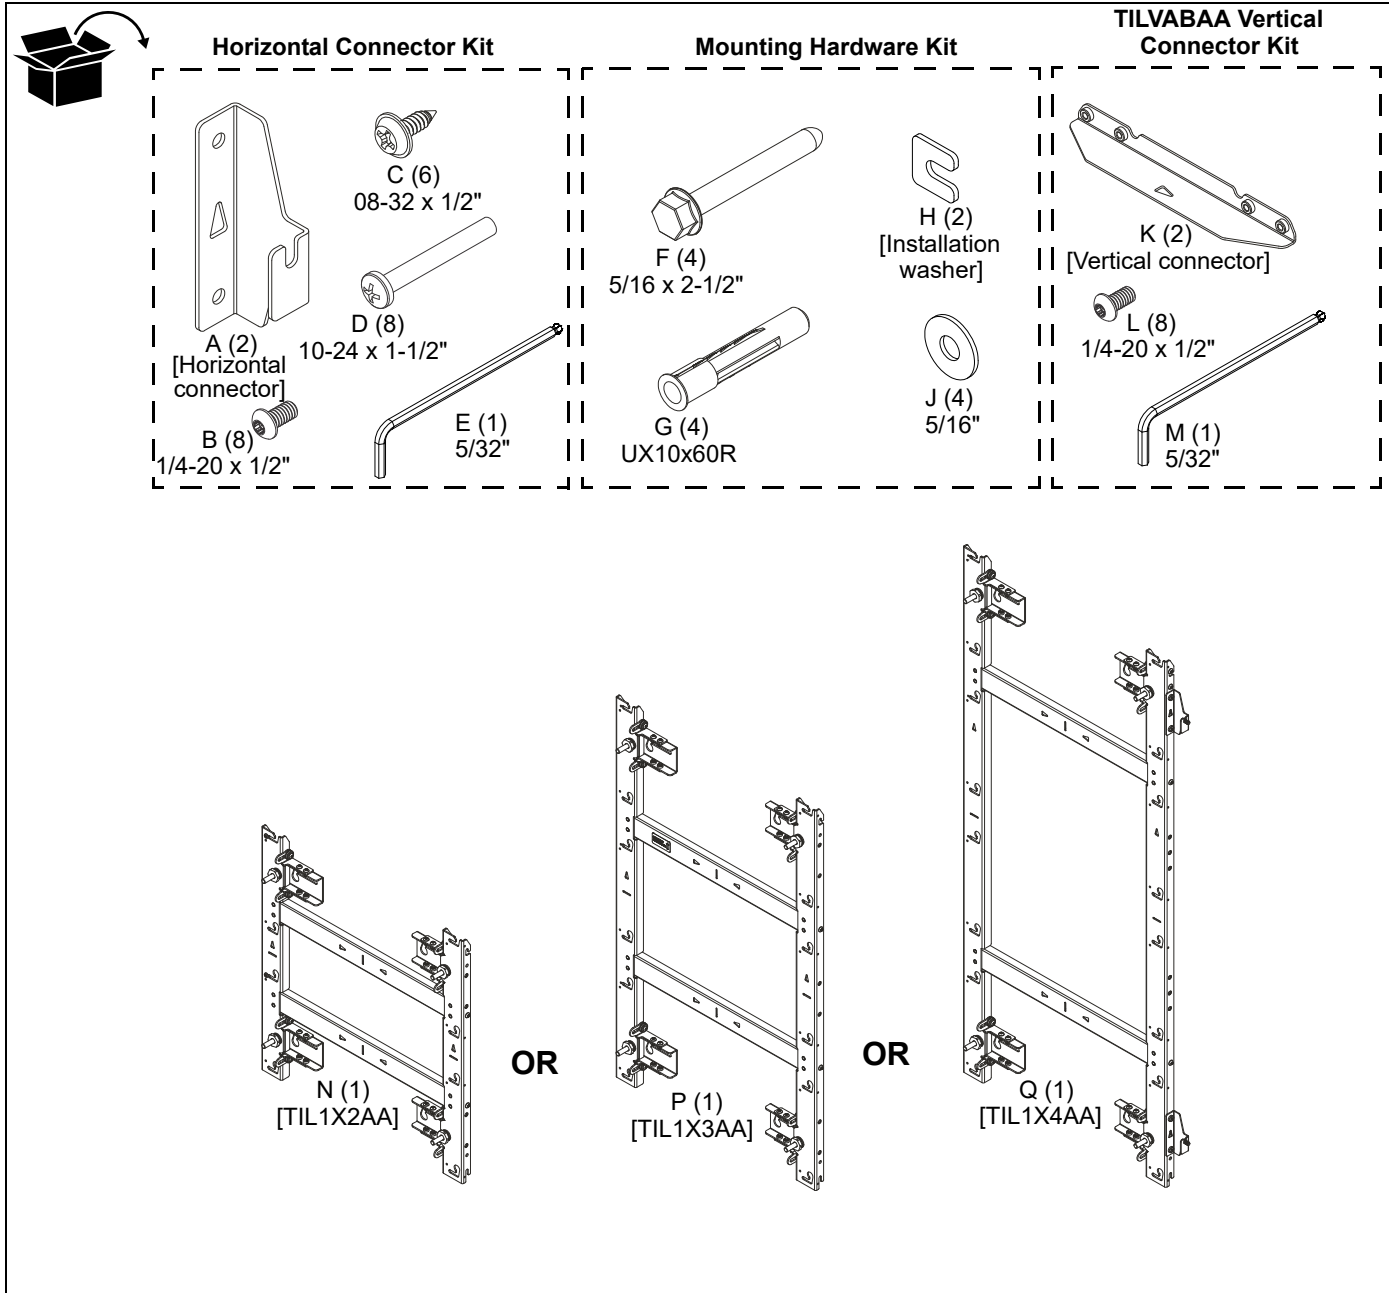 Horizontal Connector Kit
Mounting Hardware Kit
TILVABAA Vertical
Connector Kit
A (2)
[Horizontal
connector]
B (8)
1/4-20 x 1/2"
C (6)
08-32 x 1/2"
D (8)
10-24 x 1-1/2"
E (1)
5/32"
F (4)
5/16 x 2-1/2"
G (4)
UX10x60R
H (2)
[Installation
washer]
J (4)
5/16"
K (2)
[Vertical connector]
L (8)
1/4-20 x 1/2"
M (1)
5/32"
N (1)
[TIL1X2AA]
OR
P (1)
[TIL1X3AA]
OR
Q (1)
[TIL1X4AA]